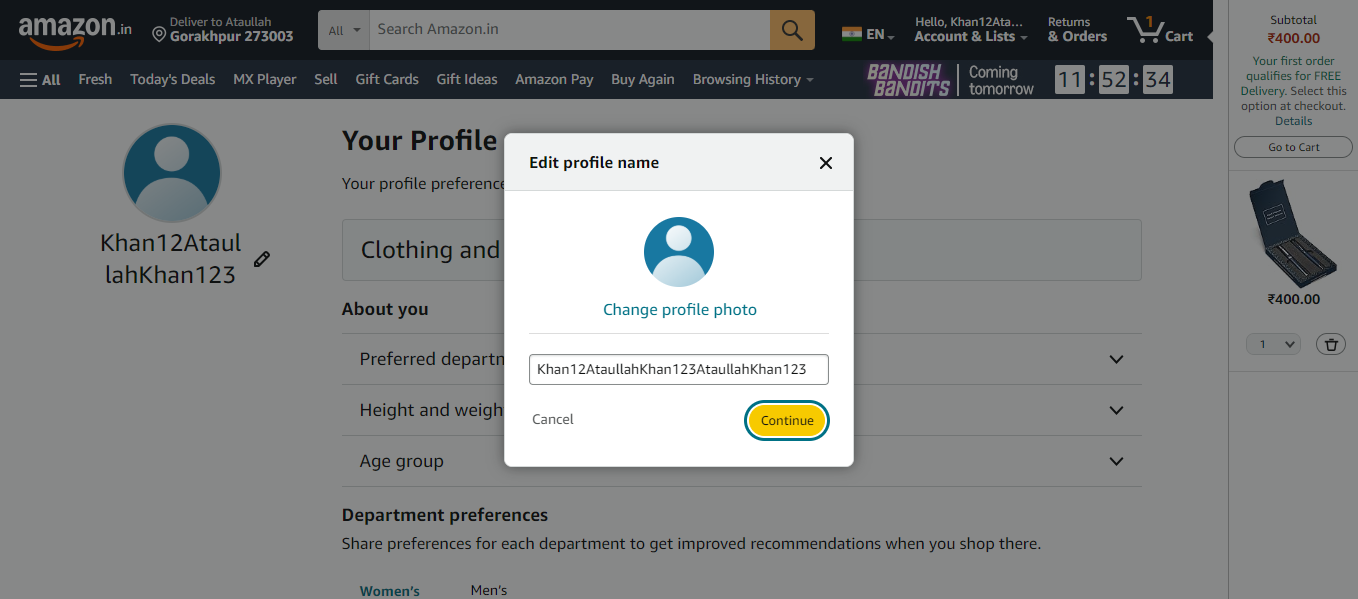 amazon.in
Deliver to Ataullah
Gorakhpur 273003
All
Search Amazon.in
EN
Hello, Khan12Ata...
Account & Lists
Returns
& Orders
1
Cart
All
Fresh
Today's Deals
MX Player
Sell
Gift Cards
Gift Ideas
Amazon Pay
Buy Again
Browsing History
BANDISH
BANDITS
Coming
tomorrow
11 : 52 : 34
Subtotal
₹400.00
Your first order
qualifies for FREE
Delivery. Select this
option at checkout.
Details
Go to Cart
₹400.00
1
Khan12Ataul
lahKhan123
Your Profile
Your profile preference
Clothing and
About you
Preferred departm
Height and weigh
Age group
Department preferences
Share preferences for each department to get improved recommendations when you shop there.
Women's
Men's
Edit profile name
Change profile photo
Khan12AtaullahKhan123AtaullahKhan123
Cancel
Continue